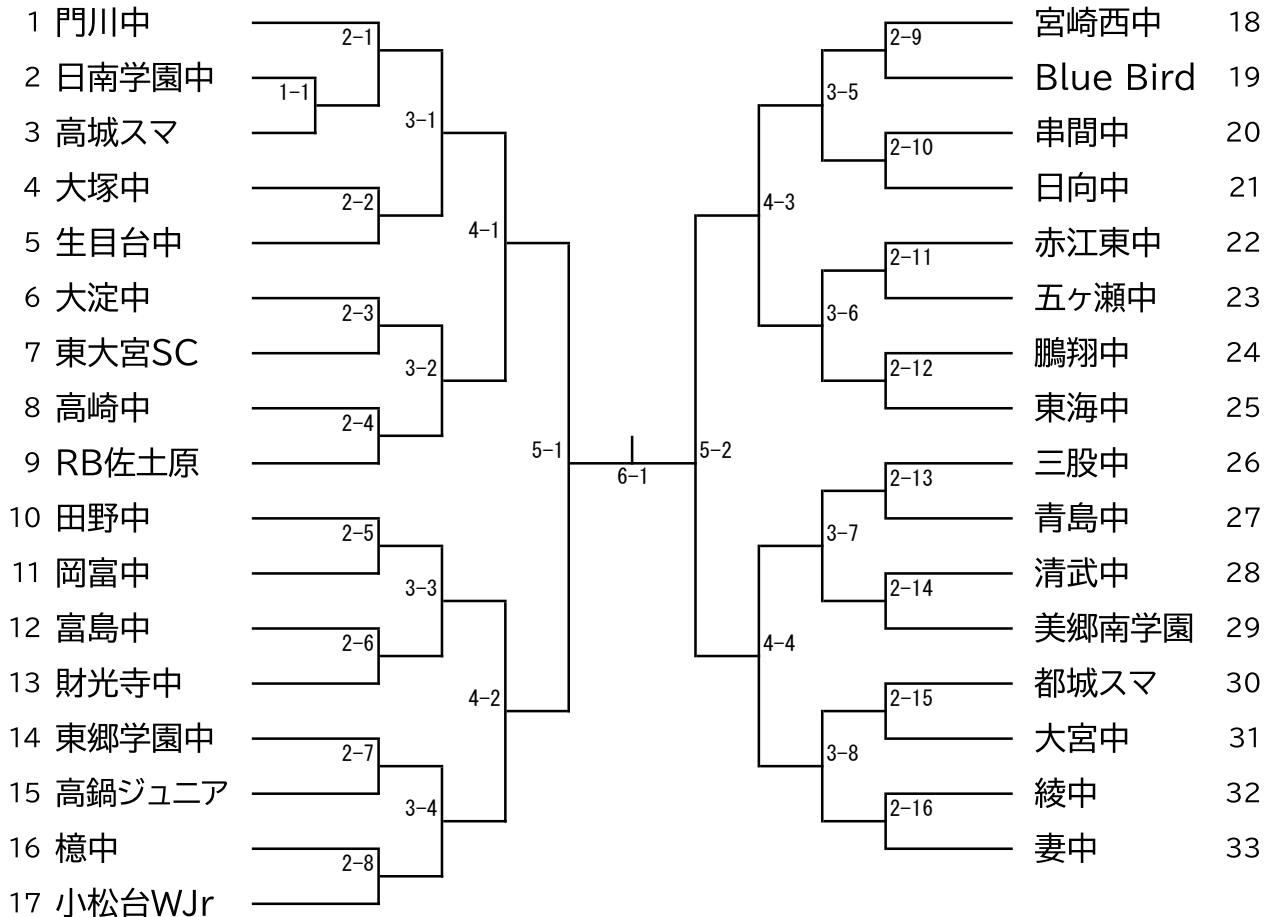 1 門川中
2 日南学園中
3 高城スマ
4 大塚中
5 生目台中
6 大淀中
7 東大宮SC
8 高崎中
9 RB佐土原
10 田野中
11 岡富中
12 富島中
13 財光寺中
14 東郷学園中
15 高鍋ジュニア
16 檍中
17 小松台WJr
1-1
2-1
2-2
2-3
2-4
2-5
2-6
2-7
2-8
3-1
3-2
3-3
3-4
4-1
4-2
5-1
6-1
5-2
4-3
4-4
3-5
3-6
3-7
3-8
2-9
2-10
2-11
2-12
2-13
2-14
2-15
2-16
宮崎西中 18
Blue Bird 19
串間中 20
日向中 21
赤江東中 22
五ヶ瀬中 23
鵬翔中 24
東海中 25
三股中 26
青島中 27
清武中 28
美郷南学園 29
都城スマ 30
大宮中 31
綾中 32
妻中 33